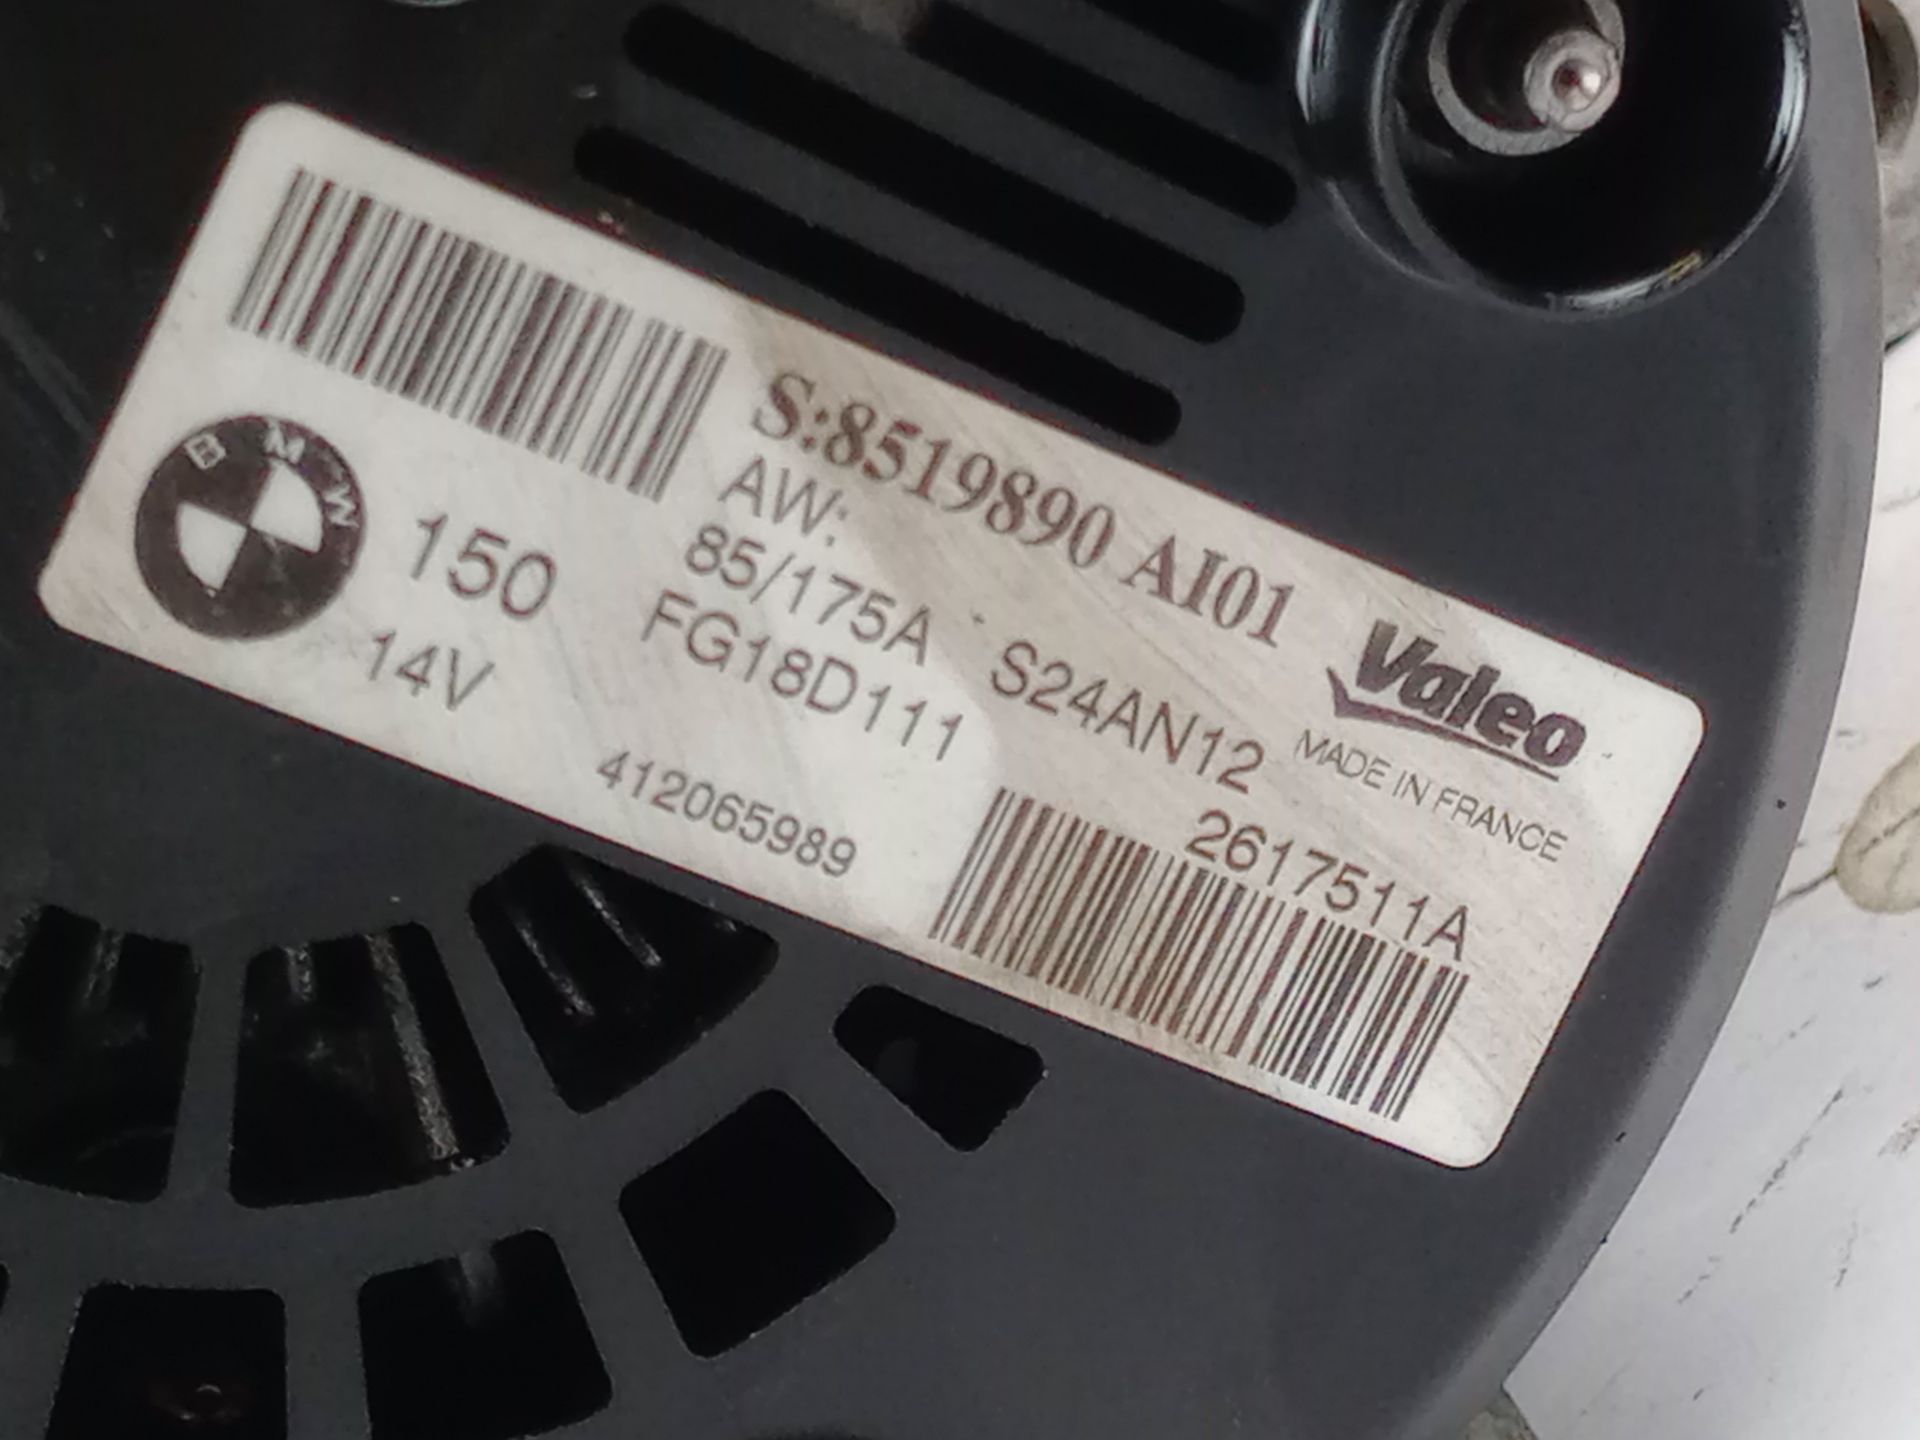 S:8519890 AI01
AW:
BMW
150
85/175A
S24AN12
Valeo
14V
FG18D111
MADE IN FRANCE
412065989
2617511A